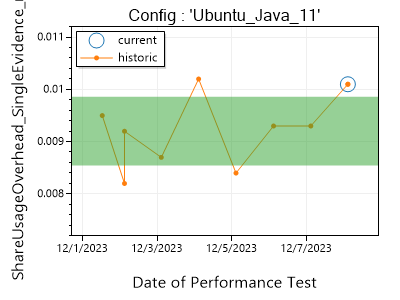 Config : 'Ubuntu_Java_11'
ShareUsageOverhead_SingleEvidence_
current
historic
0.011
0.01
0.009
0.008
12/1/2023
12/3/2023
12/5/2023
12/7/2023
Date of Performance Test